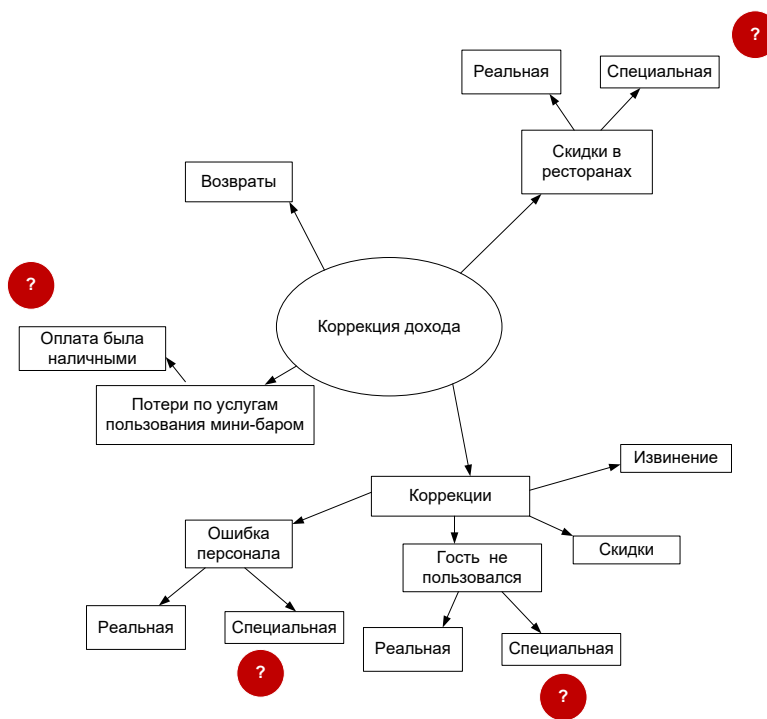 ?
Реальная
Специальная
Скидки в
ресторанах
Возвраты
?
Коррекция дохода
Оплата была
наличными
Потери по услугам
пользования мини-баром
Извинение
Коррекции
Ошибка
персонала
Скидки
Гость не
пользовался
Реальная
Специальная
Реальная
Специальная
?
?